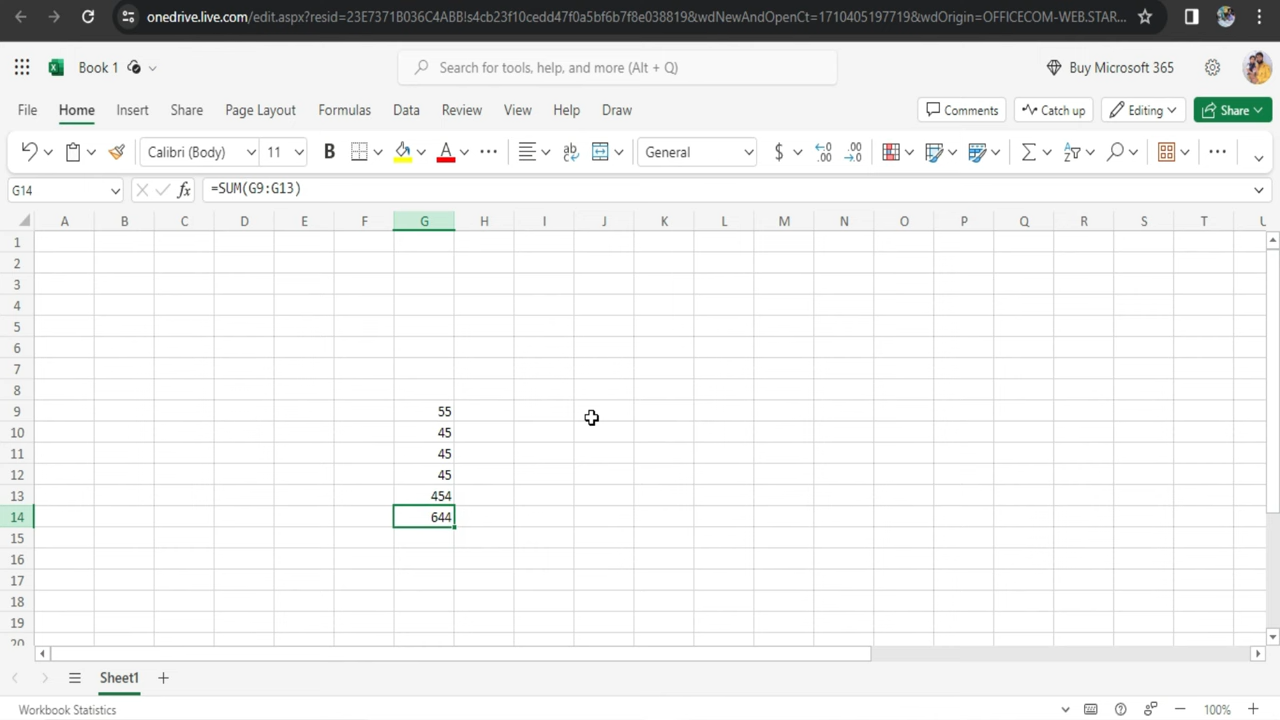 onedrive.live.com/edit.aspx?resid=23E7371B036C4ABB!s4cb23f10cedd47f0a5bf6b7f8e038819&wdNewAndOpenCt=1710405197719&wdOrigin=OFFICECOM-WEB.STAR...
Book 1
Search for tools, help, and more (Alt + Q)
Buy Microsoft 365
File Home Insert Share Page Layout Formulas Data Review View Help Draw
Comments Catch up Editing Share
Calibri (Body) 11 B A ab General $ .00 .00
G14 fx =SUM(G9:G13)
A B C D E F G H I J K L M N O P Q R S T U
1
2
3
4
5
6
7
8
9 55
10 45
11 45
12 45
13 454
14 644
15
16
17
18
19
20
Sheet1
Workbook Statistics 100%